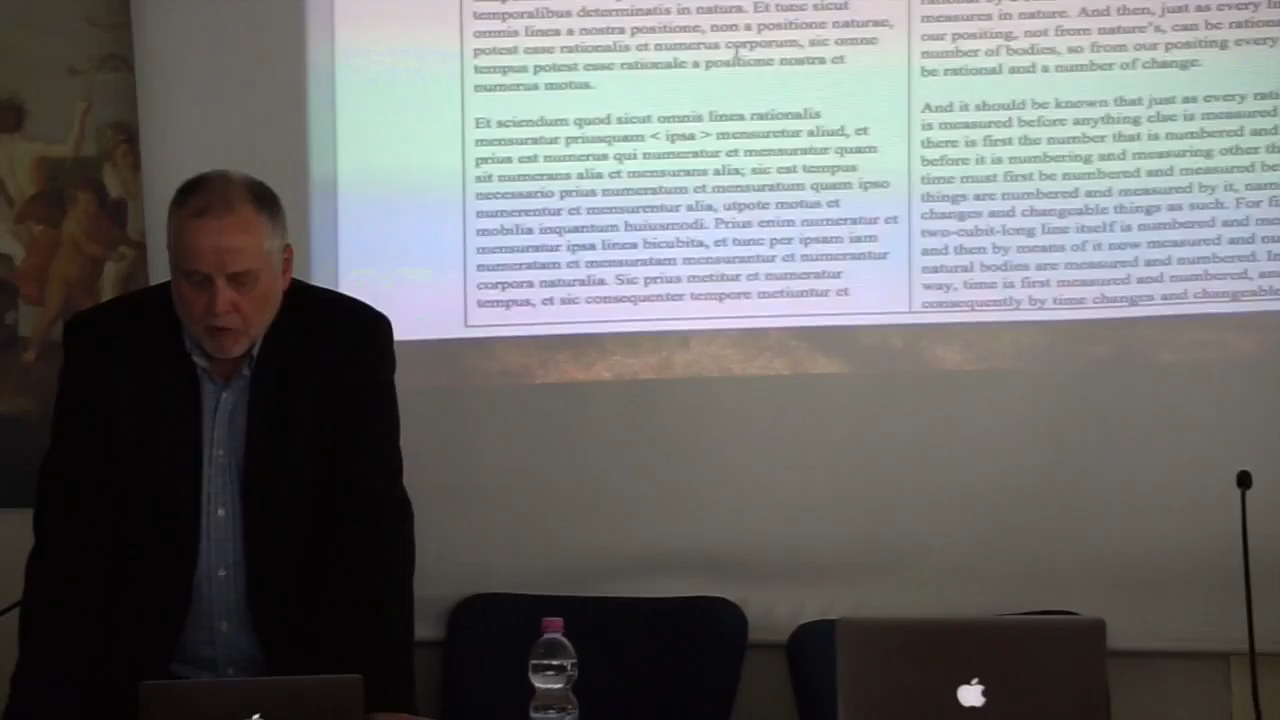 temporalibus determinatis in natura. Et tunc sicut
omnis linea a nostra positione, non a positione naturae,
potest esse rationalis et numerus corporum, sic omne
tempus potest esse rationale a positione nostra et
numerus motus.
Et sciendum quod sicut omnis linea rationalis
mensuratur priusquam < ipsa > mensuretur aliud, et
prius est numerus qui numeratur et mensuratur quam
sit numerans alia et mensurans alia; sic est tempus
necessario prius numeratum et mensuratum quam ipso
numerentur et mensurentur alia, utpote motus et
mobilia inquantum huiusmodi. Prius enim numeratur et
mensuratur ipsa linea bicubita, et tunc per ipsam iam
numeratam et mensuratam mensurantur et numerantur
corpora naturalia. Sic prius metitur et numeratur
tempus, et sic consequenter tempore metiuntur et
measures in nature. And then, just as every
our positing, not from nature's, can be
number of bodies, so from our positing every
be rational and a number of change.
And it should be known that just as every
is measured before anything else is measured
there is first the number that is numbered and
before it is numbering and measuring other
time must first be numbered and measured
things are numbered and measured by it,
changes and changeable things as such. For
two-cubit-long line itself is numbered and
and then by means of it now measured and
natural bodies are measured and numbered.
way, time is first measured and numbered,
consequently by time changes and